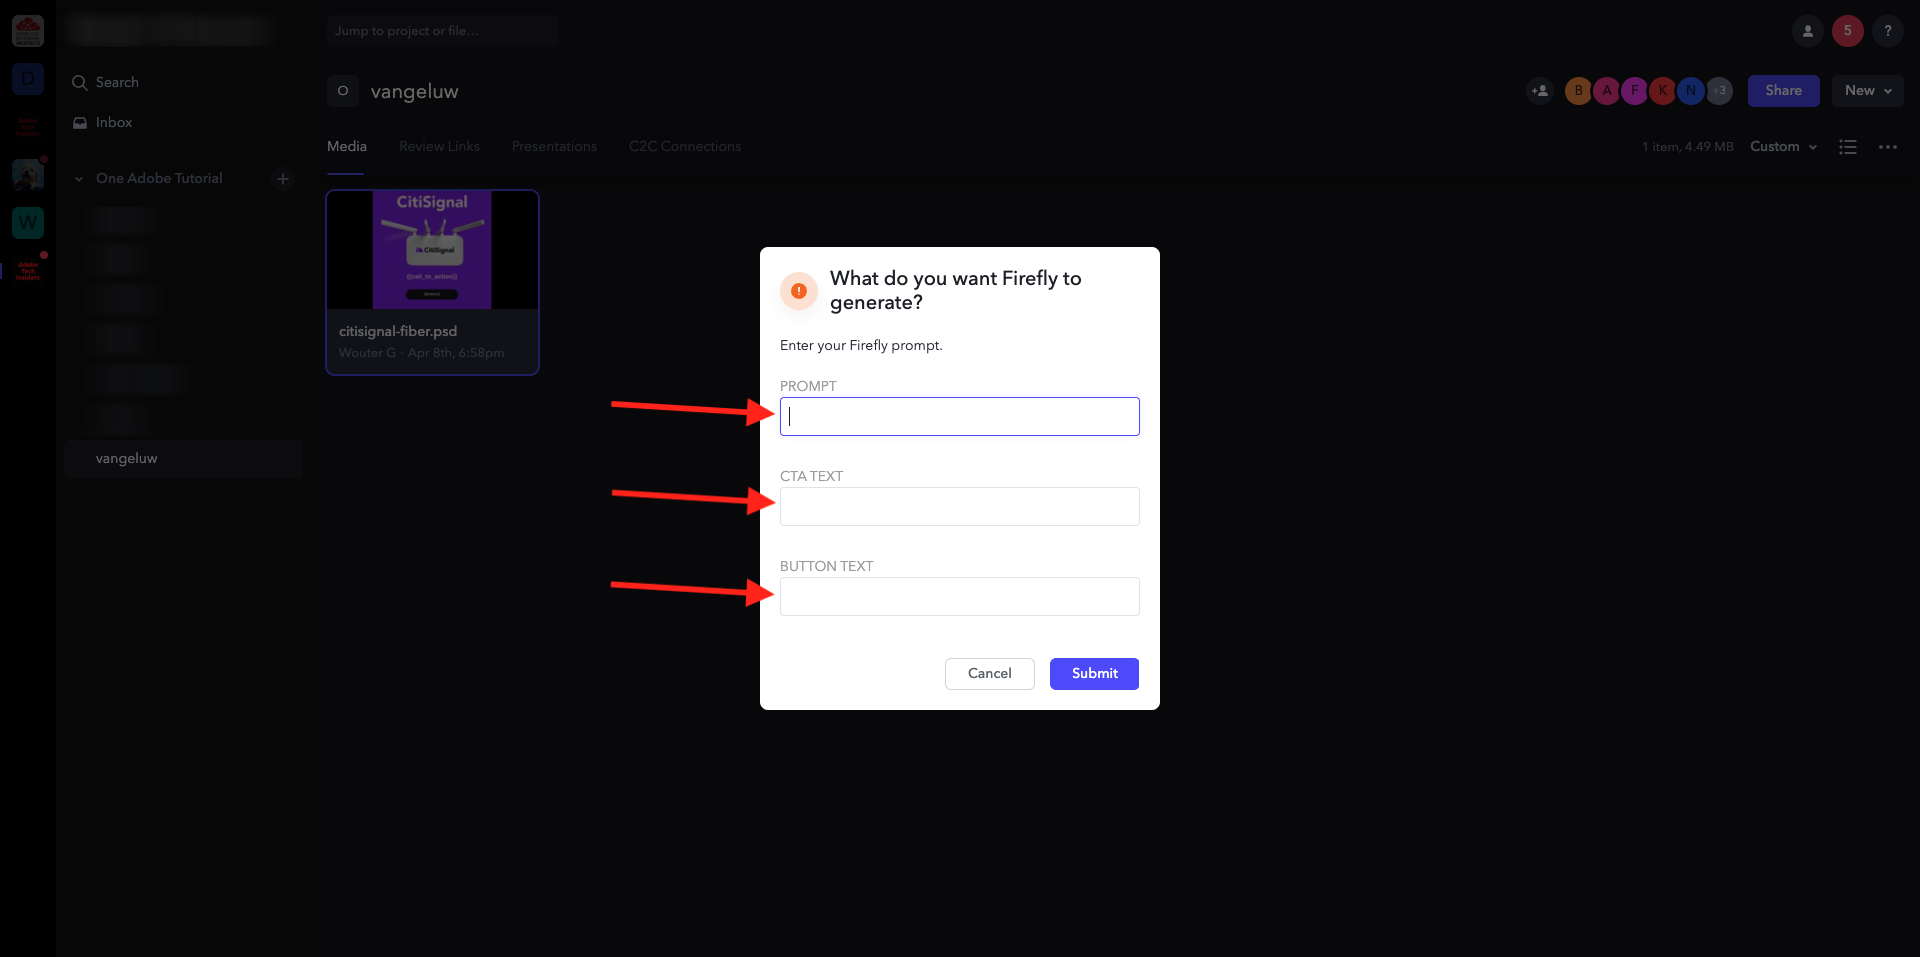 Jump to project or file...
5
?
D
Search
vangeluw
B
A
F
K
N
+3
Share
New
Inbox
Media
Review Links
Presentations
C2C Connections
1 item, 4.49 MB
Custom
One Adobe Tutorial
W
CitiSignal
CitiSignal
{{call_to_action}}
Adobe
Tech
Insiders
citisignal-fiber.psd
Wouter G · Apr 8th, 6:58pm
vangeluw
What do you want Firefly to
generate?
Enter your Firefly prompt.
PROMPT
CTA TEXT
BUTTON TEXT
Cancel
Submit